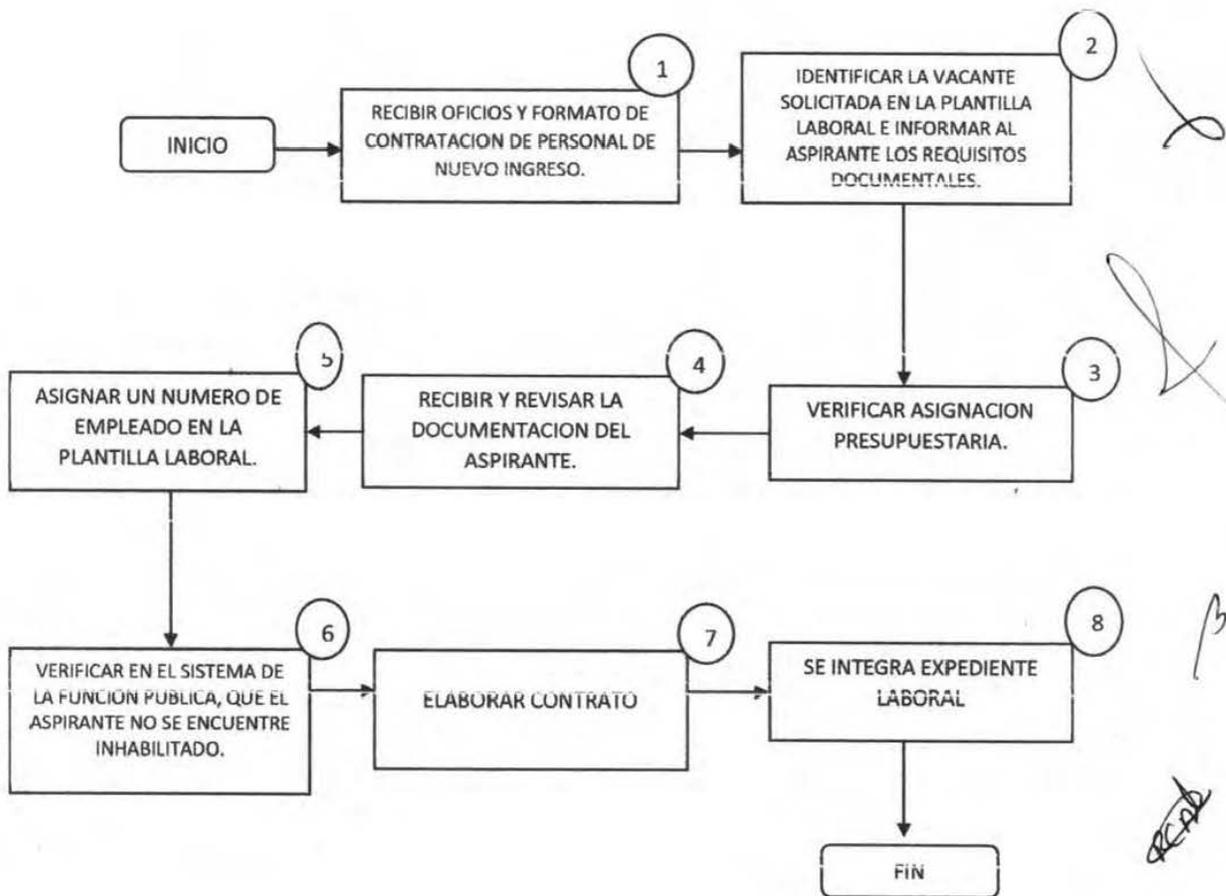 INICIO
1
RECIBIR OFICIOS Y FORMATO DE
CONTRATACION DE PERSONAL DE
NUEVO INGRESO.
2
IDENTIFICAR LA VACANTE
SOLICITADA EN LA PLANTILLA
LABORAL E INFORMAR AL
ASPIRANTE LOS REQUISITOS
DOCUMENTALES.
3
VERIFICAR ASIGNACION
PRESUPUESTARIA.
4
RECIBIR Y REVISAR LA
DOCUMENTACION DEL
ASPIRANTE.
5
ASIGNAR UN NUMERO DE
EMPLEADO EN LA
PLANTILLA LABORAL.
6
VERIFICAR EN EL SISTEMA DE
LA FUNCION PUBLICA, QUE EL
ASPIRANTE NO SE ENCUENTRE
INHABILITADO.
7
ELABORAR CONTRATO
8
SE INTEGRA EXPEDIENTE
LABORAL
FIN